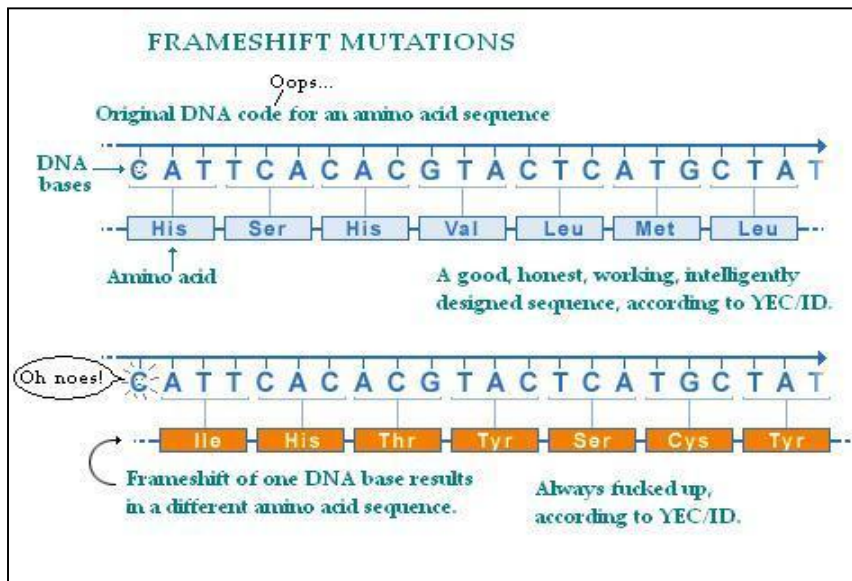 FRAMESHIFT MUTATIONS
Oops...
Original DNA code for an amino acid sequence
DNA
bases
C A T T C A C A C G T A C T C A T G C T A T
His Ser His Val Leu Met Leu
Amino acid
A good, honest, working, intelligently
designed sequence, according to YEC/ID.
Oh noes!
C A T T C A C A C G T A C T C A T G C T A T
Ile His Thr Tyr Ser Cys Tyr
Frameshift of one DNA base results
in a different amino acid sequence.
Always fucked up,
according to YEC/ID.